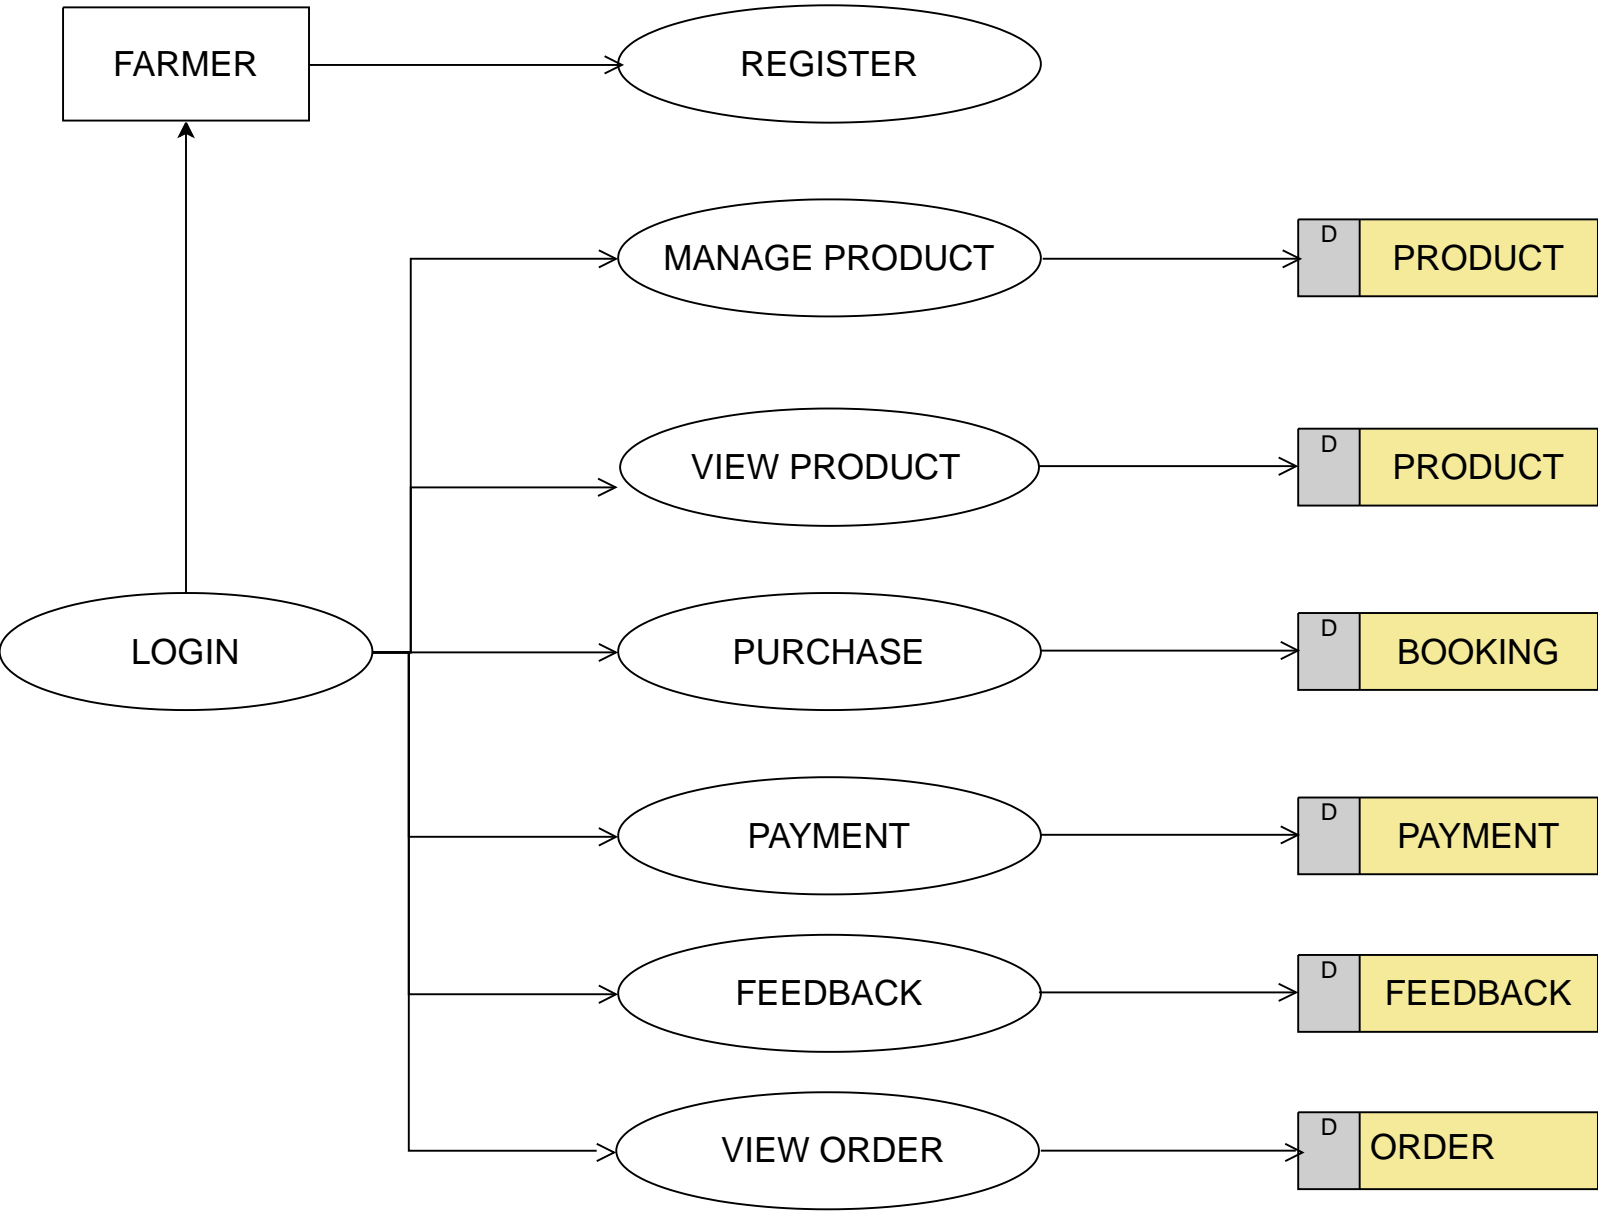 FARMER
REGISTER
MANAGE PRODUCT
D
PRODUCT
VIEW PRODUCT
D
PRODUCT
LOGIN
PURCHASE
D
BOOKING
PAYMENT
D
PAYMENT
FEEDBACK
D
FEEDBACK
VIEW ORDER
D
ORDER